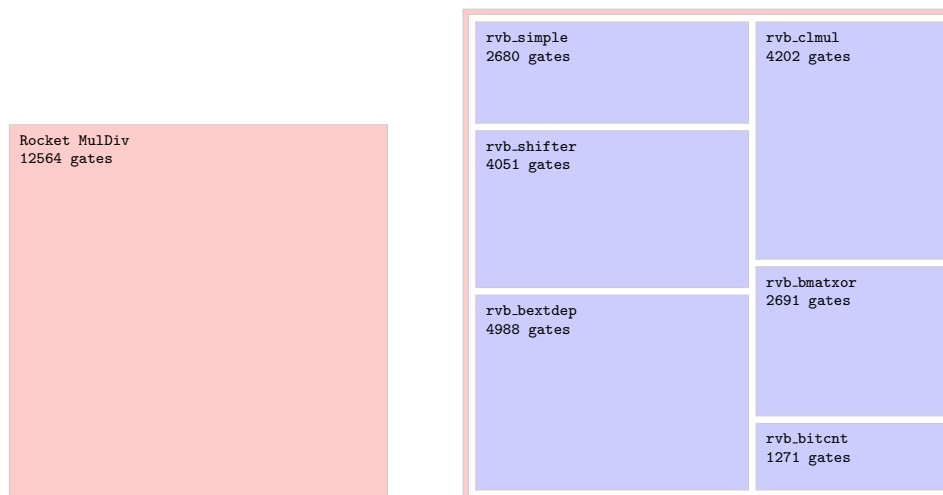 Rocket MulDiv
12564 gates
rvb_simple
2680 gates
rvb_shifter
4051 gates
rvb_bextdep
4988 gates
rvb_clmul
4202 gates
rvb_bmatxor
2691 gates
rvb_bitcnt
1271 gates